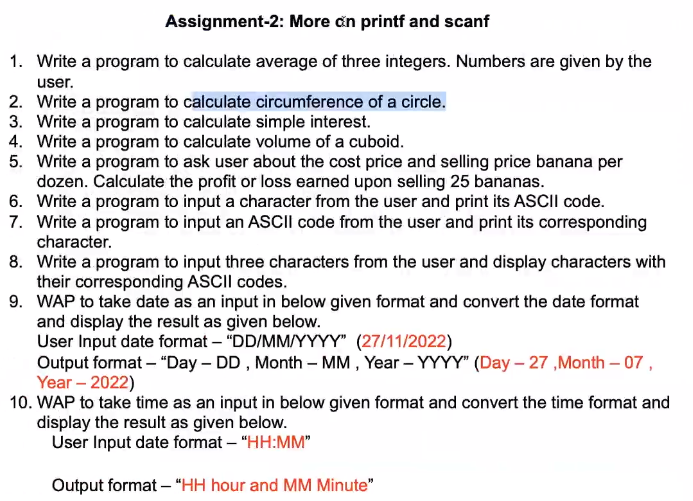 Assignment-2: More on printf and scanf
1. Write a program to calculate average of three integers. Numbers are given by the
user.
2. Write a program to calculate circumference of a circle.
3. Write a program to calculate simple interest.
4. Write a program to calculate volume of a cuboid.
5. Write a program to ask user about the cost price and selling price banana per
dozen. Calculate the profit or loss earned upon selling 25 bananas.
6. Write a program to input a character from the user and print its ASCII code.
7. Write a program to input an ASCII code from the user and print its corresponding
character.
8. Write a program to input three characters from the user and display characters with
their corresponding ASCII codes.
9. WAP to take date as an input in below given format and convert the date format
and display the result as given below.
User Input date format – “DD/MM/YYYY” (27/11/2022)
Output format – “Day – DD , Month – MM , Year – YYYY” (Day – 27 ,Month – 07 ,
Year – 2022)
10. WAP to take time as an input in below given format and convert the time format and
display the result as given below.
User Input date format – “HH:MM”
Output format – “HH hour and MM Minute”